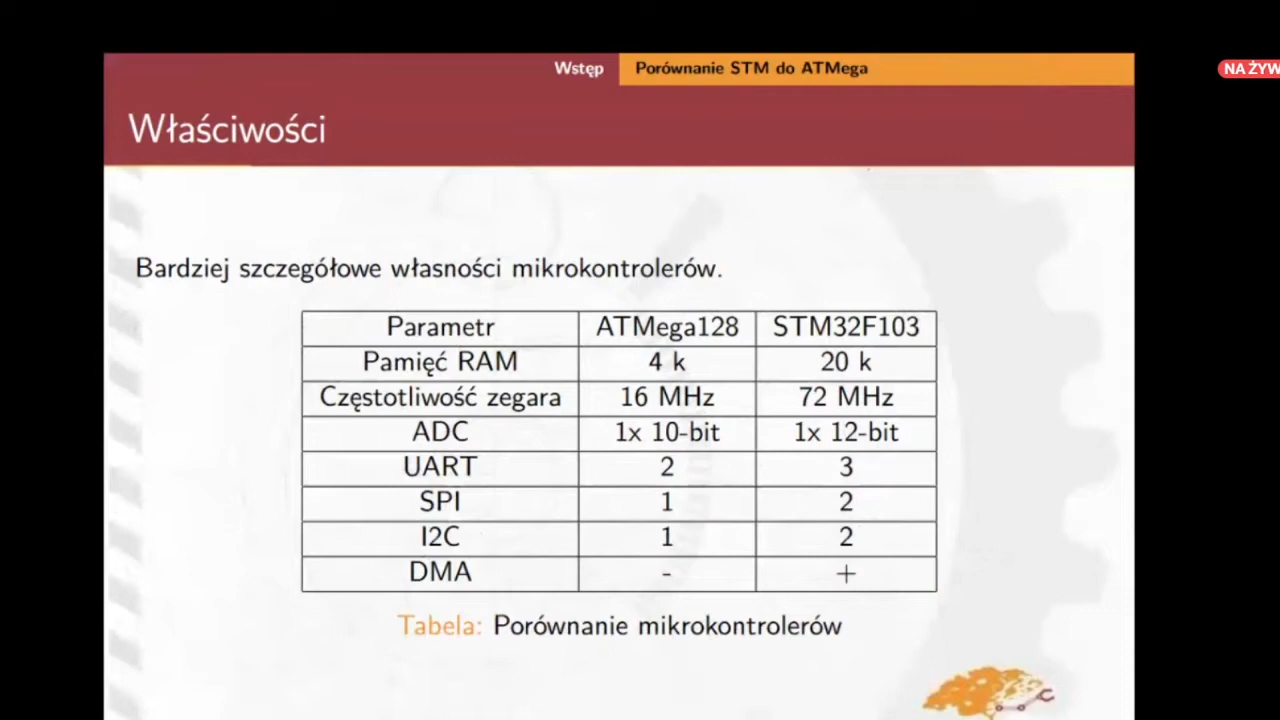 Wstęp Porównanie STM do ATMega
NA ŻYW
Właściwości
Bardziej szczegółowe własności mikrokontrolerów.
Parametr ATMega128 STM32F103
Pamięć RAM 4 k 20 k
Częstotliwość zegara 16 MHz 72 MHz
ADC 1x 10-bit 1x 12-bit
UART 2 3
SPI 1 2
I2C 1 2
DMA - +
Tabela: Porównanie mikrokontrolerów